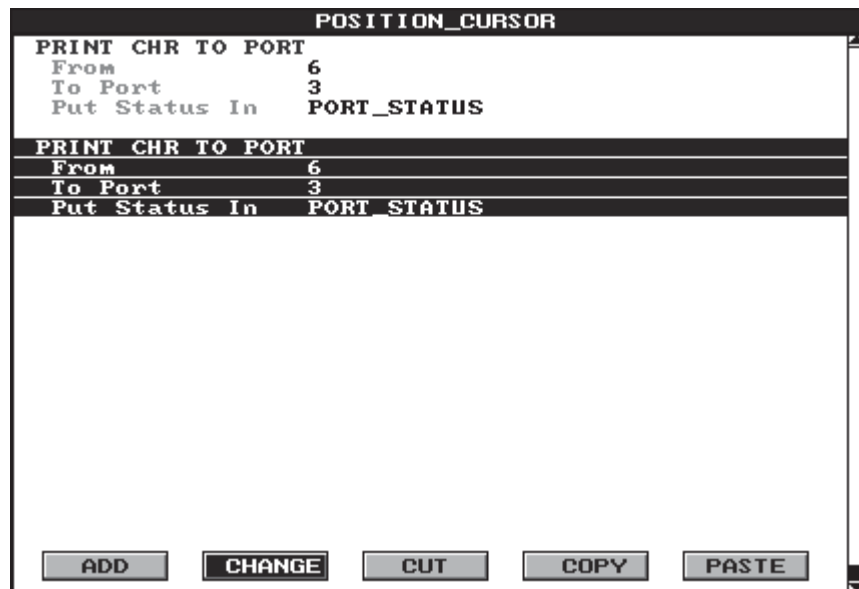 POSITION_CURSOR
PRINT CHR TO PORT
From 6
To Port 3
Put Status In PORT_STATUS
PRINT CHR TO PORT
From 6
To Port 3
Put Status In PORT_STATUS
ADD CHANGE CUT COPY PASTE